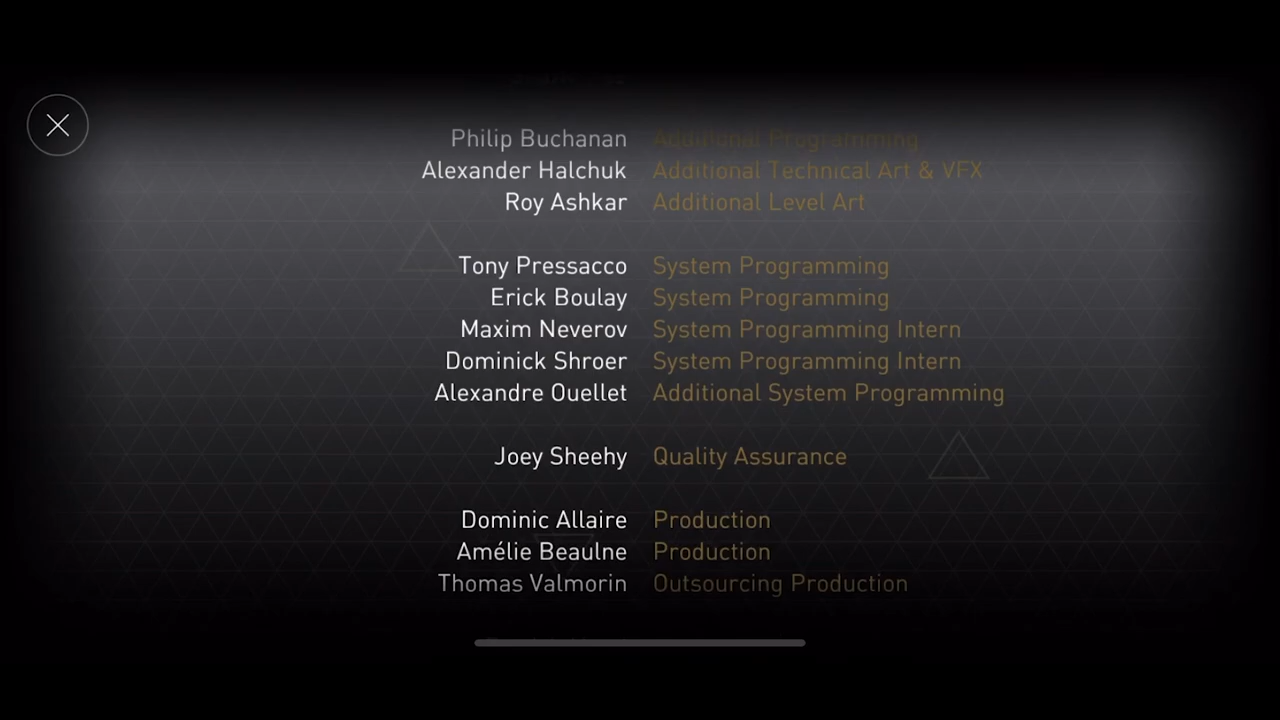 Philip Buchanan Additional Programming
Alexander Halchuk Additional Technical Art & VFX
Roy Ashkar Additional Level Art
Tony Pressacco System Programming
Erick Boulay System Programming
Maxim Neverov System Programming Intern
Dominick Shroer System Programming Intern
Alexandre Ouellet Additional System Programming
Joey Sheehy Quality Assurance
Dominic Allaire Production
Amélie Beaulne Production
Thomas Valmorin Outsourcing Production